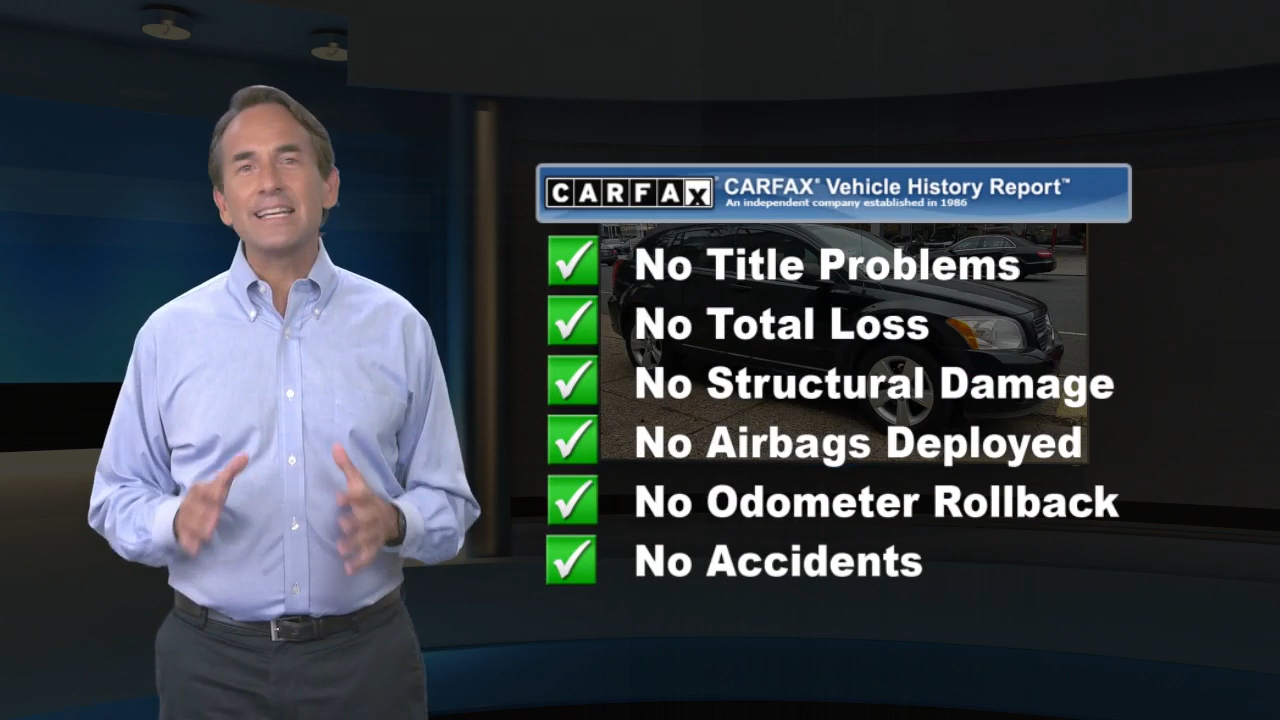 CARFAX
CARFAX® Vehicle History Report™
An independent company established in 1986
No Title Problems
No Total Loss
No Structural Damage
No Airbags Deployed
No Odometer Rollback
No Accidents